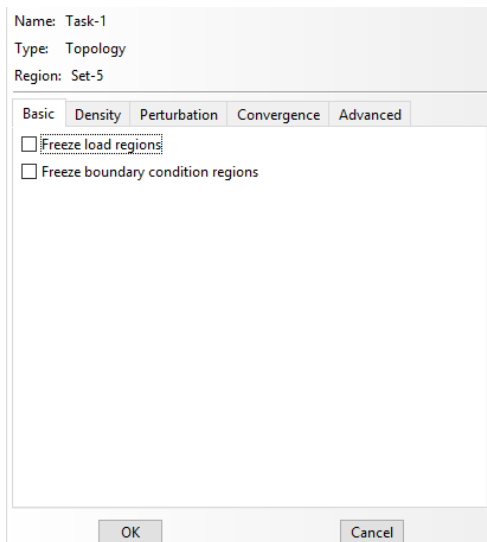 Name: Task-1
Type: Topology
Region: Set-5
Basic Density Perturbation Convergence Advanced
Freeze load regions
Freeze boundary condition regions
OK Cancel